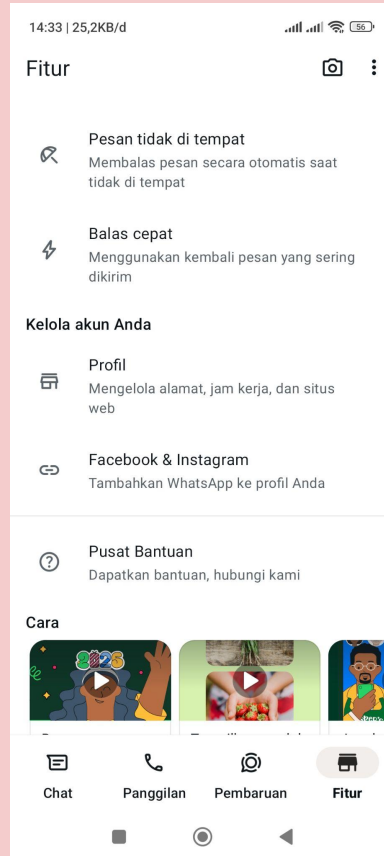 14:33 | 25,2KB/d
56
Fitur
Pesan tidak di tempat
Membalas pesan secara otomatis saat
tidak di tempat
Balas cepat
Menggunakan kembali pesan yang sering
dikirim
Kelola akun Anda
Profil
Mengelola alamat, jam kerja, dan situs
web
Facebook & Instagram
Tambahkan WhatsApp ke profil Anda
Pusat Bantuan
Dapatkan bantuan, hubungi kami
Cara
2025
Chat
Panggilan
Pembaruan
Fitur